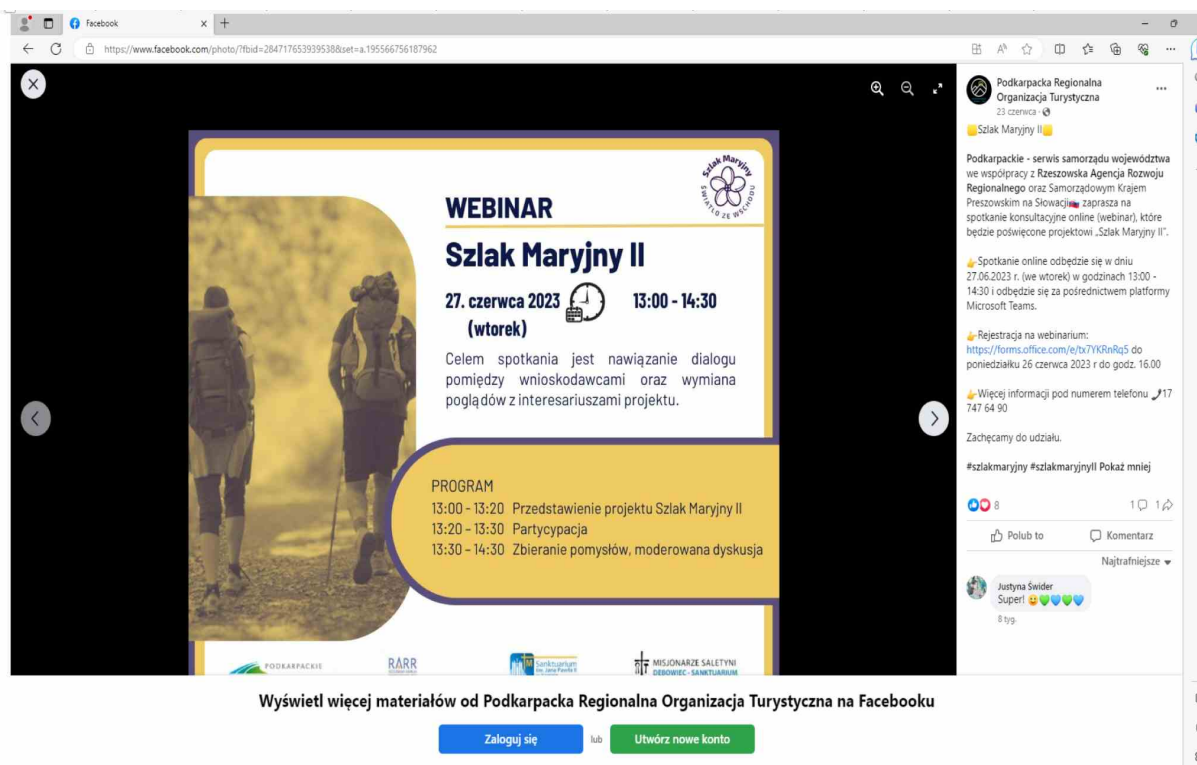 Facebook
https://www.facebook.com/photo/?fbid=284717653939538&set=a.195566756187962
Szlak Maryjny
ŚWIATŁO ZE WSCHODU
WEBINAR
Szlak Maryjny II
27. czerwca 2023
13:00 - 14:30
(wtorek)
Celem spotkania jest nawiązanie dialogu
pomiędzy wnioskodawcami oraz wymiana
poglądów z interesariuszami projektu.
PROGRAM
13:00 - 13:20 Przedstawienie projektu Szlak Maryjny II
13:20 - 13:30 Partycypacja
13:30 - 14:30 Zbieranie pomysłów, moderowana dyskusja
PODKARPACKIE
RARR
Sanktuarium
św. Jana Pawła II
MISJONARZE SALETYNI
DĘBOWIEC - SANKTUARIUM
Podkarpacka Regionalna
Organizacja Turystyczna
23 czerwca
Szlak Maryjny II
Podkarpackie - serwis samorządu województwa
we współpracy z Rzeszowska Agencja Rozwoju
Regionalnego oraz Samorządowym Krajem
Preszowskim na Słowacji zaprasza na
spotkanie konsultacyjne online (webinar), które
będzie poświęcone projektowi „Szlak Maryjny II".
Spotkanie online odbędzie się w dniu
27.06.2023 r. (we wtorek) w godzinach 13:00 -
14:30 i odbędzie się za pośrednictwem platformy
Microsoft Teams.
Rejestracja na webinarium:
https://forms.office.com/e/tx7YKRnRq5 do
poniedziałku 26 czerwca 2023 r do godz. 16.00
Więcej informacji pod numerem telefonu 17
747 64 90
Zachęcamy do udziału.
#szlakmaryjny #szlakmaryjnyII Pokaż mniej
8
1 1
Polub to Komentarz
Najtrafniejsze
Justyna Świder
Super!
8 tyg.
Wyświetl więcej materiałów od Podkarpacka Regionalna Organizacja Turystyczna na Facebooku
Zaloguj się lub Utwórz nowe konto